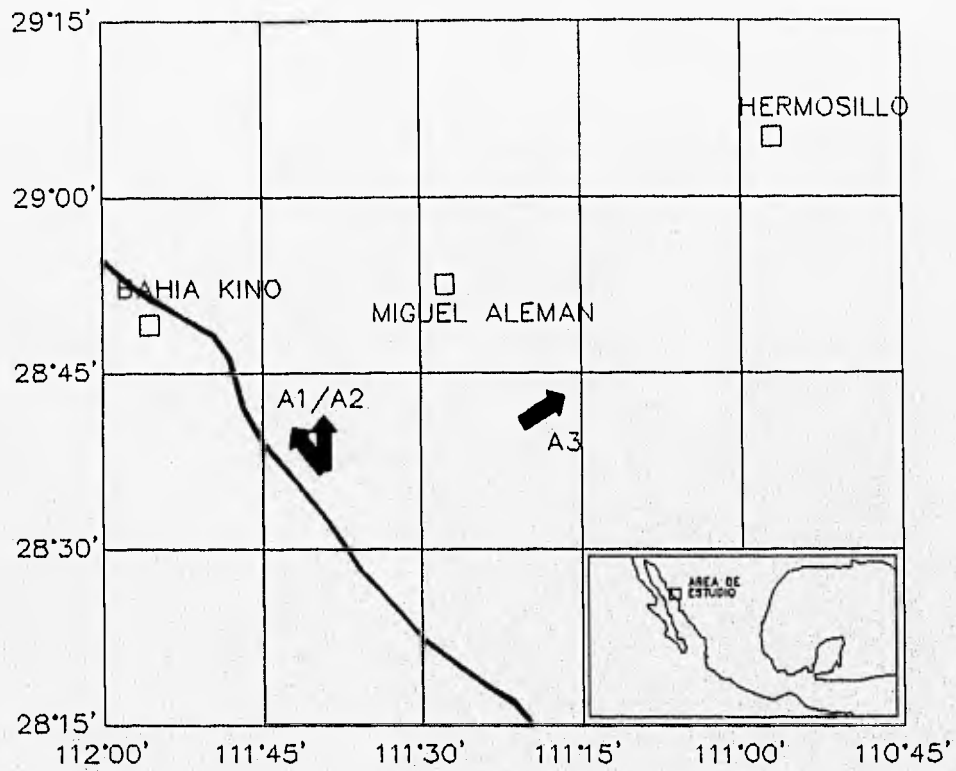 29°15'
HERMOSILLO
29°00'
BAHIA KINO
MIGUEL ALEMAN
28°45'
A1/A2
A3
28°30'
AREA DE
ESTUDIO
28°15'
112°00' 111°45' 111°30' 111°15' 111°00' 110°45'